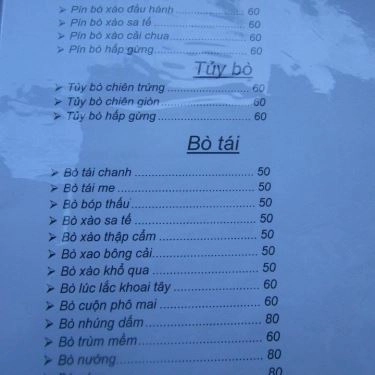 Pín bò xào đậu hành 60
Pín bò xào sa tế 60
Pín bò xào cải chua 60
Pín bò hấp gừng 60
Tủy bò
Tủy bò chiên trứng 60
Tủy bò chiên giòn 60
Tủy bò hấp gừng 60
Bò tái
Bò tái chanh 50
Bò tái me 50
Bò bóp thấu 50
Bò xào sa tế 50
Bò xào thập cẩm 50
Bò xao bông cải 50
Bò xào khổ qua 50
Bò lúc lắc khoai tây 60
Bò cuộn phô mai 60
Bò nhúng dấm 80
Bò trùm mềm 60
Bò nướng 80
80